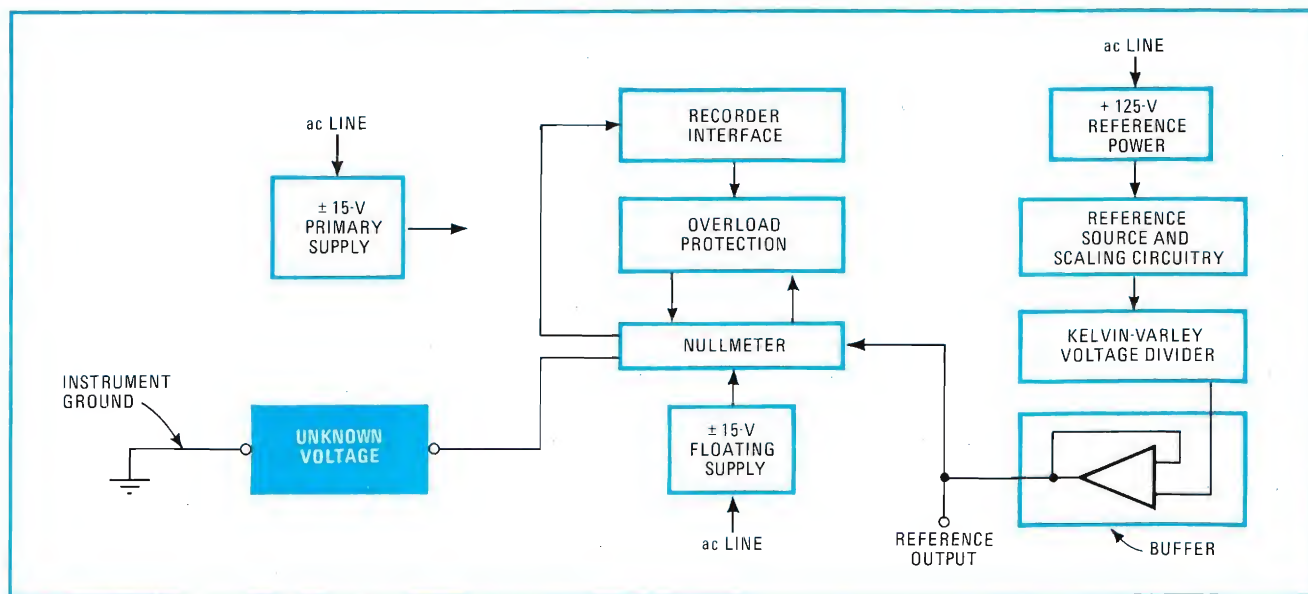 ac LINE
± 15-V
PRIMARY
SUPPLY
INSTRUMENT
GROUND
UNKNOWN
VOLTAGE
RECORDER
INTERFACE
OVERLOAD
PROTECTION
NULLMETER
± 15-V
FLOATING
SUPPLY
ac LINE
ac LINE
+ 125-V
REFERENCE
POWER
REFERENCE
SOURCE AND
SCALING CIRCUITRY
KELVIN-VARLEY
VOLTAGE DIVIDER
REFERENCE
OUTPUT
BUFFER